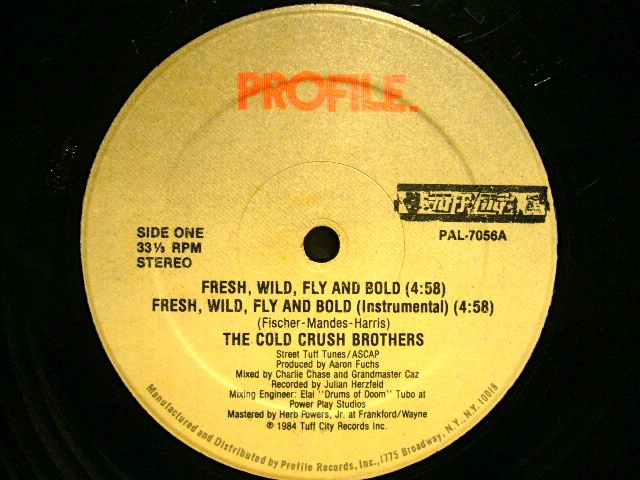 PROFILE.
Tuff City
SIDE ONE
33⅓ RPM
STEREO
PAL-7056A
FRESH, WILD, FLY AND BOLD (4:58)
FRESH, WILD, FLY AND BOLD (Instrumental) (4:58)
(Fischer-Mandes-Harris)
THE COLD CRUSH BROTHERS
Street Tuff Tunes/ASCAP
Produced by Aaron Fuchs
Mixed by Charlie Chase and Grandmaster Caz
Recorded by Julian Herzfeld
Mixing Engineer: Elai "Drums of Doom" Tubo at
Power Play Studios
Mastered by Herb Powers, Jr. at Frankford/Wayne
℗ 1984 Tuff City Records Inc.
Manufactured and Distributed by Profile Records, Inc., 1775 Broadway, N.Y., N.Y. 10019